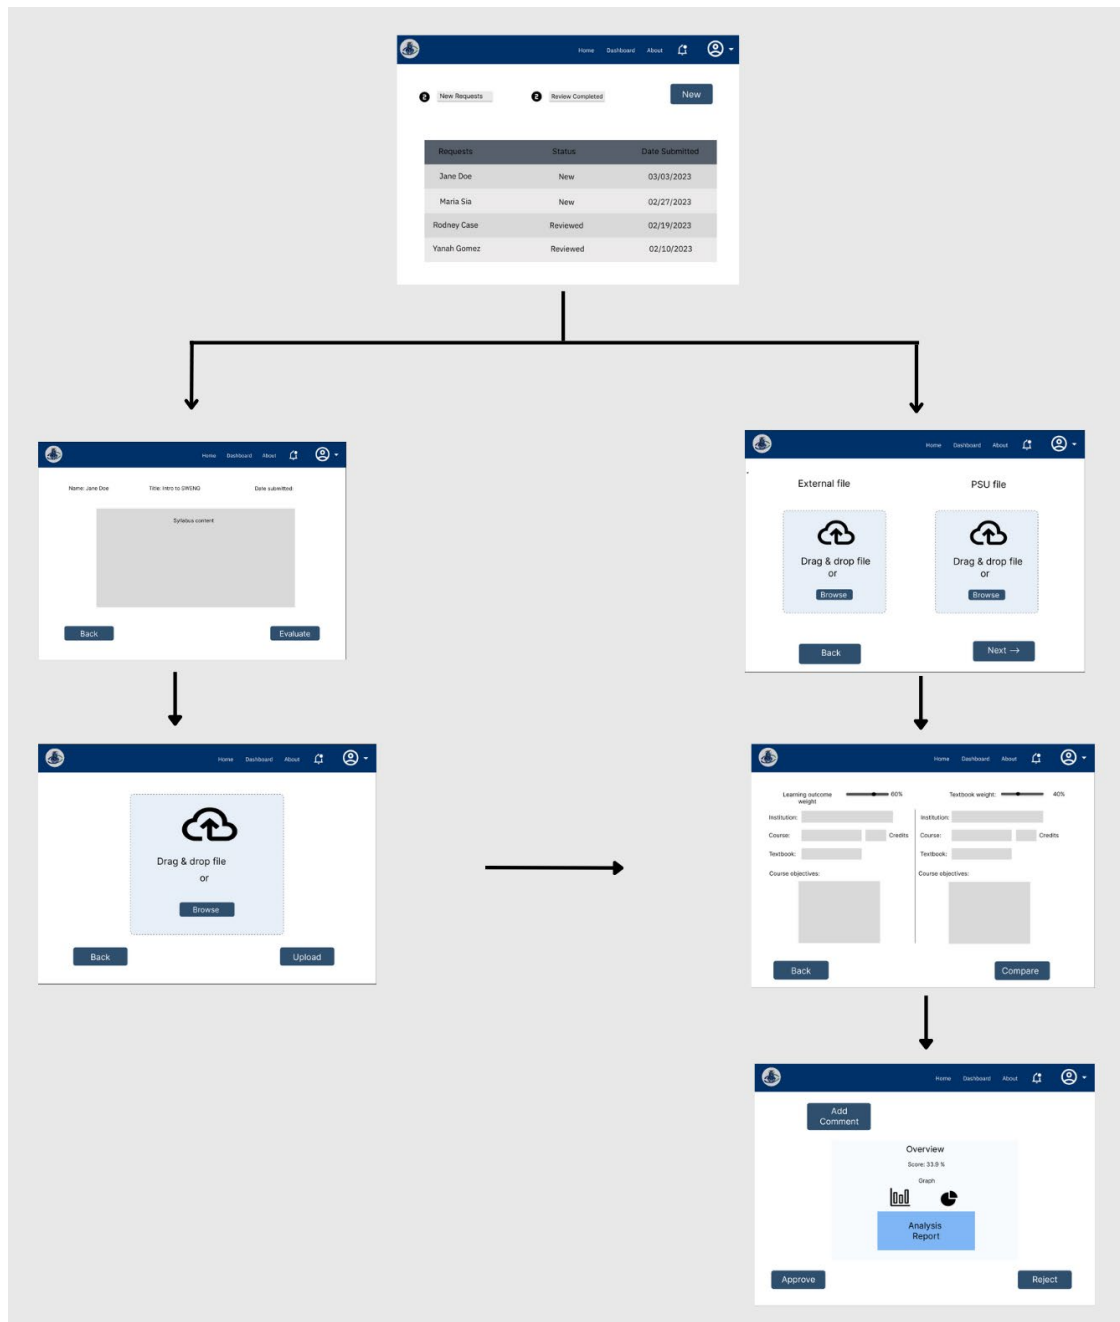 Home Dashboard About
2 New Requests 2 Review Completed New
Requests Status Date Submitted
Jane Doe New 03/03/2023
Maria Sia New 02/27/2023
Rodney Case Reviewed 02/19/2023
Yanah Gomez Reviewed 02/10/2023
Home Dashboard About
Name: Jane Doe Title: Intro to SWENG Date submitted:
Syllabus content
Back Evaluate
Home Dashboard About
External file PSU file
Drag & drop file Drag & drop file
or or
Browse Browse
Back Next →
Home Dashboard About
Drag & drop file
or
Browse
Back Upload
Home Dashboard About
Learning outcome weight 60% Textbook weight: 40%
Institution: Institution:
Course: Credits Course: Credits
Textbook: Textbook:
Course objectives: Course objectives:
Back Compare
Home Dashboard About
Add
Comment
Overview
Score: 33.9 %
Graph
Analysis
Report
Approve Reject